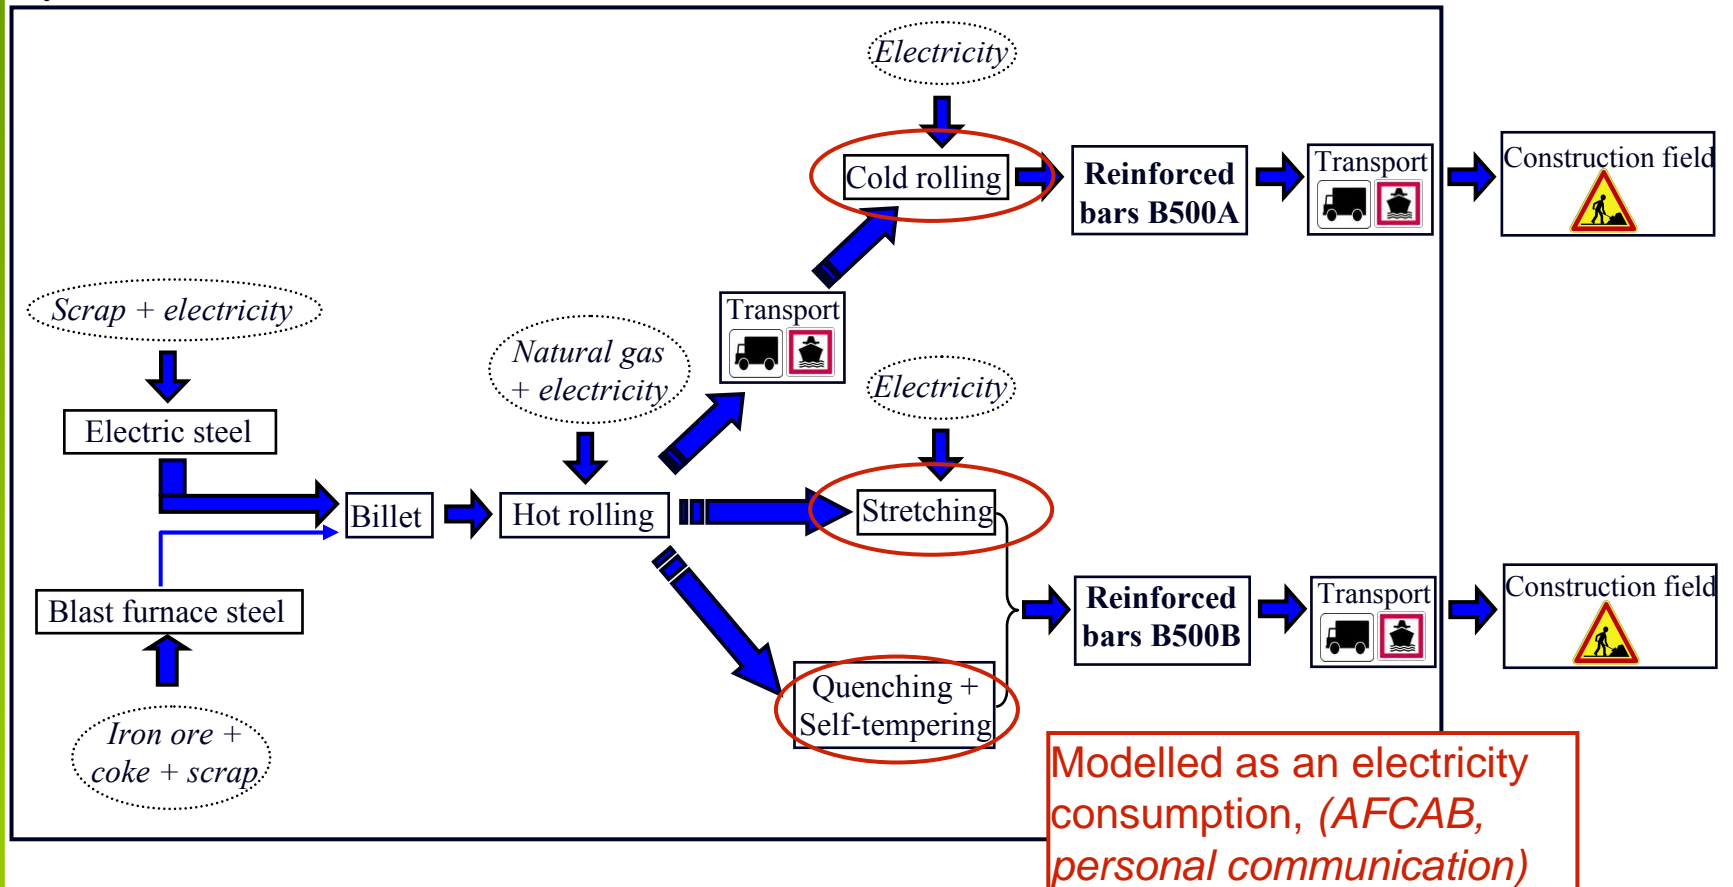 Electricity
Cold rolling
Reinforced
bars B500A
Transport
Construction field
Scrap + electricity
Transport
Natural gas
+ electricity
Electricity
Electric steel
Billet
Hot rolling
Stretching
Blast furnace steel
Reinforced
bars B500B
Transport
Construction field
Quenching +
Self-tempering
Iron ore +
coke + scrap
Modelled as an electricity
consumption, (AFCAB,
personal communication)